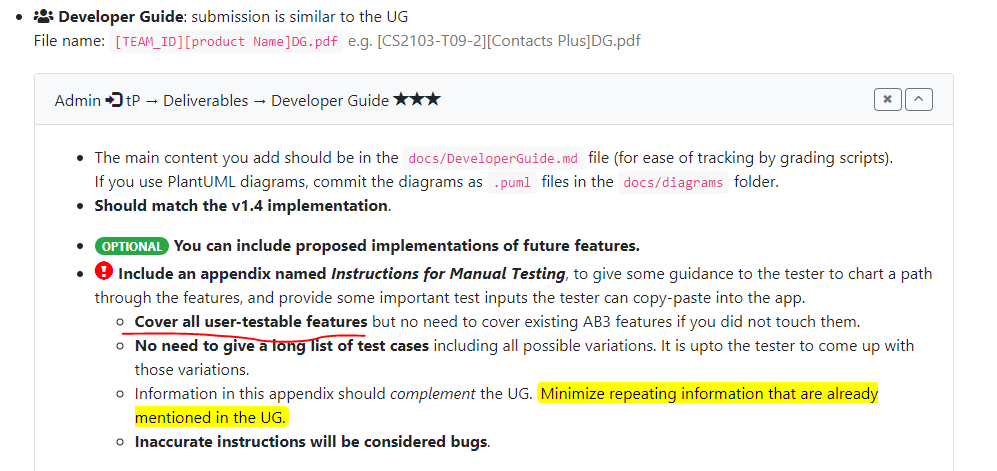 Developer Guide: submission is similar to the UG
File name: [TEAM_ID][product Name]DG.pdf e.g. [CS2103-T09-2][Contacts Plus]DG.pdf
Admin tP → Deliverables → Developer Guide ★★★
The main content you add should be in the docs/DeveloperGuide.md file (for ease of tracking by grading scripts).
If you use PlantUML diagrams, commit the diagrams as .puml files in the docs/diagrams folder.
Should match the v1.4 implementation.
OPTIONAL You can include proposed implementations of future features.
Include an appendix named Instructions for Manual Testing, to give some guidance to the tester to chart a path
through the features, and provide some important test inputs the tester can copy-paste into the app.
Cover all user-testable features but no need to cover existing AB3 features if you did not touch them.
No need to give a long list of test cases including all possible variations. It is upto the tester to come up with
those variations.
Information in this appendix should complement the UG. Minimize repeating information that are already
mentioned in the UG.
Inaccurate instructions will be considered bugs.